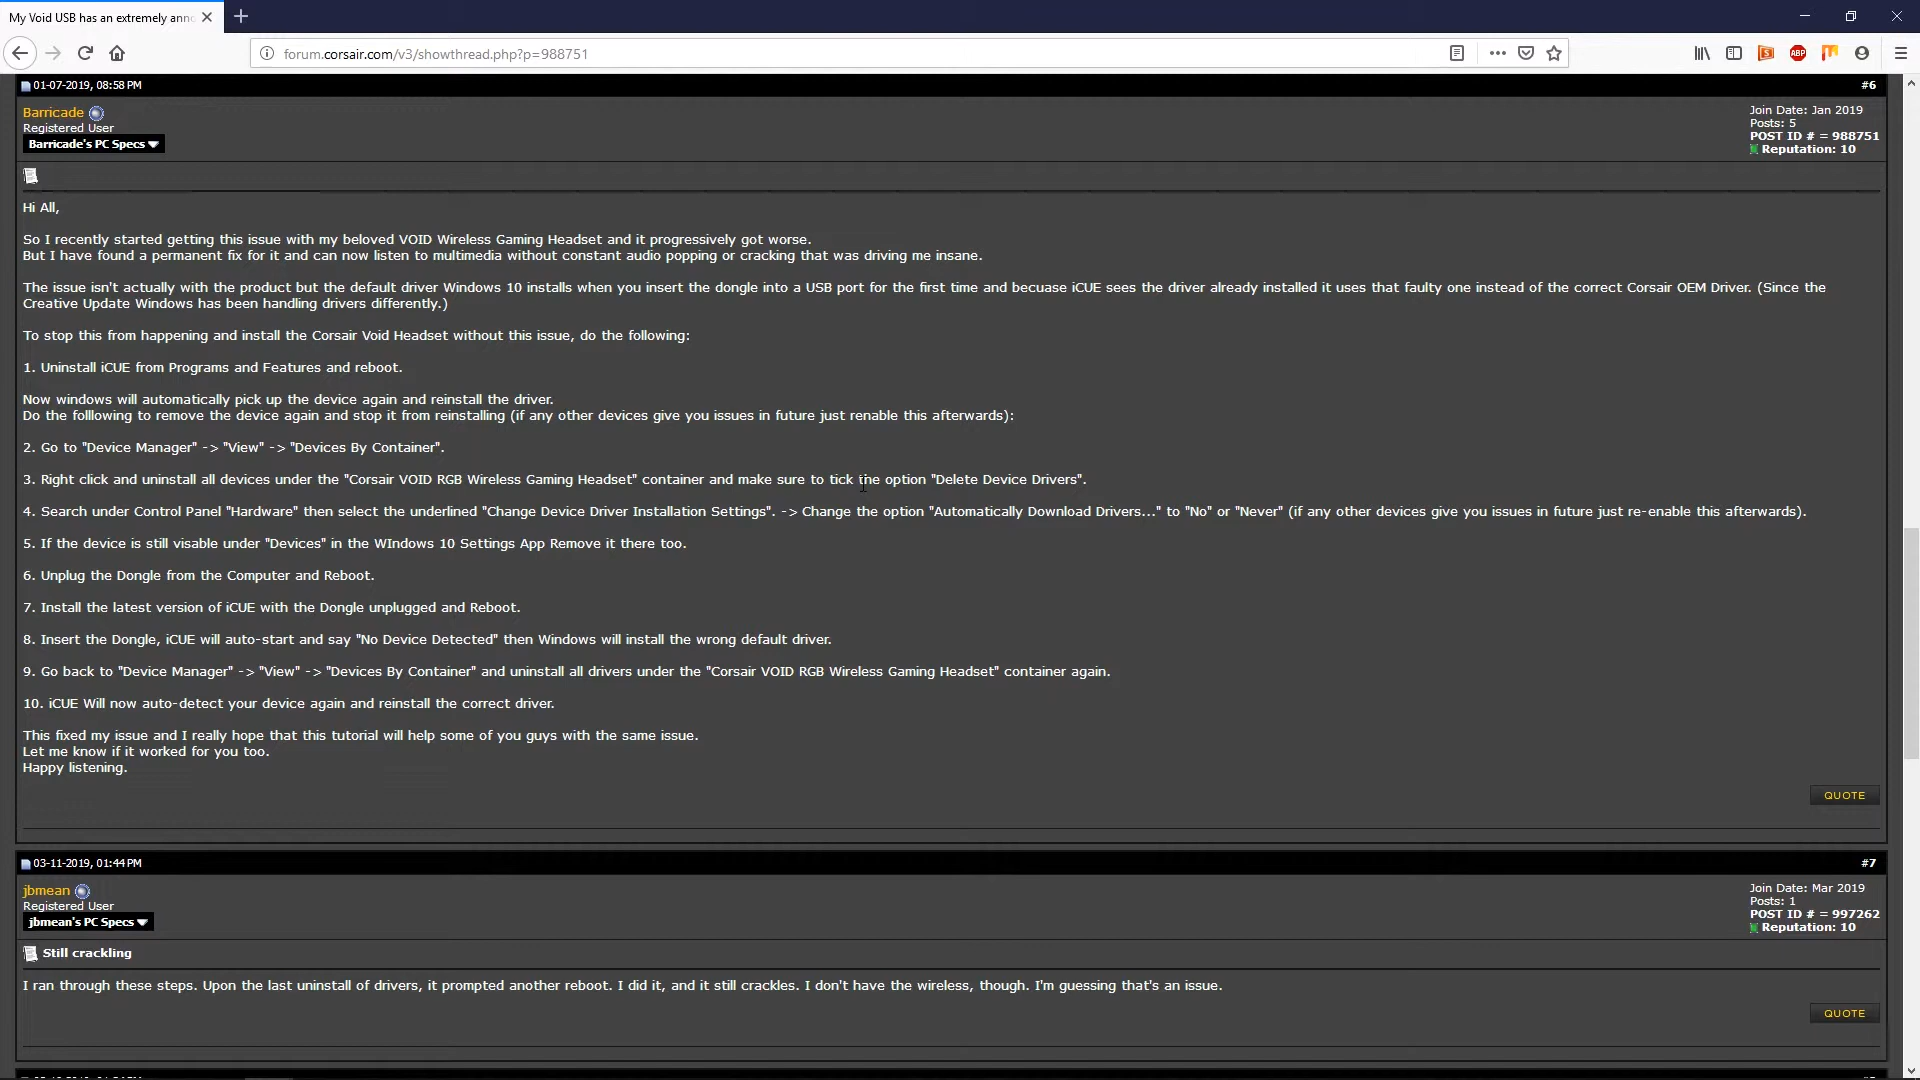 My Void USB has an extremely anno
forum.corsair.com/v3/showthread.php?p=988751
ABP
01-07-2019, 08:58 PM
#6
Barricade
Registered User
Barricade's PC Specs
Join Date: Jan 2019
Posts: 5
POST ID # = 988751
Reputation: 10
Hi All,
So I recently started getting this issue with my beloved VOID Wireless Gaming Headset and it progressively got worse.
But I have found a permanent fix for it and can now listen to multimedia without constant audio popping or cracking that was driving me insane.
The issue isn't actually with the product but the default driver Windows 10 installs when you insert the dongle into a USB port for the first time and becuase iCUE sees the driver already installed it uses that faulty one instead of the correct Corsair OEM Driver. (Since the
Creative Update Windows has been handling drivers differently.)
To stop this from happening and install the Corsair Void Headset without this issue, do the following:
1. Uninstall iCUE from Programs and Features and reboot.
Now windows will automatically pick up the device again and reinstall the driver.
Do the folllowing to remove the device again and stop it from reinstalling (if any other devices give you issues in future just renable this afterwards):
2. Go to "Device Manager" -> "View" -> "Devices By Container".
3. Right click and uninstall all devices under the "Corsair VOID RGB Wireless Gaming Headset" container and make sure to tick the option "Delete Device Drivers".
4. Search under Control Panel "Hardware" then select the underlined "Change Device Driver Installation Settings". -> Change the option "Automatically Download Drivers..." to "No" or "Never" (if any other devices give you issues in future just re-enable this afterwards).
5. If the device is still visable under "Devices" in the WIndows 10 Settings App Remove it there too.
6. Unplug the Dongle from the Computer and Reboot.
7. Install the latest version of iCUE with the Dongle unplugged and Reboot.
8. Insert the Dongle, iCUE will auto-start and say "No Device Detected" then Windows will install the wrong default driver.
9. Go back to "Device Manager" -> "View" -> "Devices By Container" and uninstall all drivers under the "Corsair VOID RGB Wireless Gaming Headset" container again.
10. iCUE Will now auto-detect your device again and reinstall the correct driver.
This fixed my issue and I really hope that this tutorial will help some of you guys with the same issue.
Let me know if it worked for you too.
Happy listening.
QUOTE
03-11-2019, 01:44 PM
#7
jbmean
Registered User
jbmean's PC Specs
Join Date: Mar 2019
Posts: 1
POST ID # = 997262
Reputation: 10
Still crackling
I ran through these steps. Upon the last uninstall of drivers, it prompted another reboot. I did it, and it still crackles. I don't have the wireless, though. I'm guessing that's an issue.
QUOTE